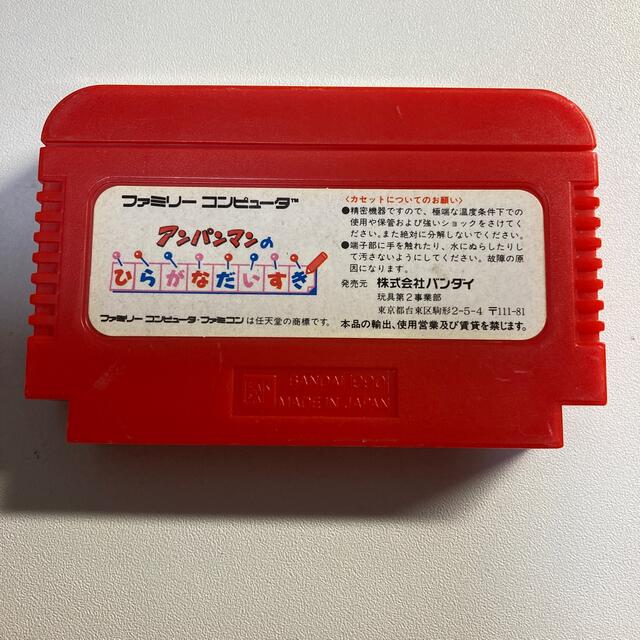 ファミリー コンピュータ™
アンパンマンの
ひらがなだいすき
ファミリー コンピュータ・ファミコンは任天堂の商標です。
〈カセットについてのお願い〉
●精密機器ですので、極端な温度条件下での
使用や保管および強いショックをさけてく
ださい。また絶対に分解しないでください。
●端子部に手を触れたり、水にぬらしたりし
て汚さないようにしてください。故障の原
因になります。
発売元 株式会社バンダイ
玩具第2事業部
東京都台東区駒形2-5-4 〒111-81
本品の輸出、使用営業及び賃貸を禁じます。
BAN
DAI
BANDAI 1990
MADE IN JAPAN